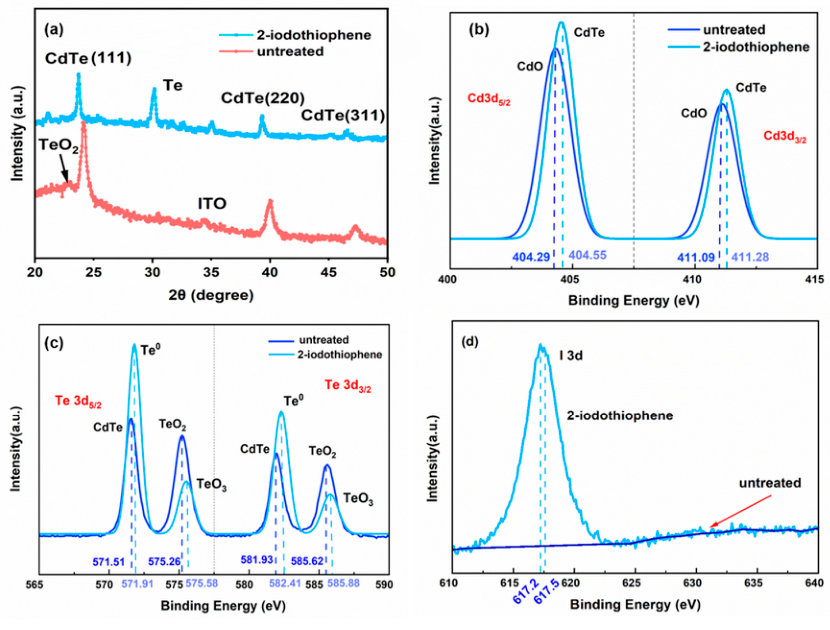 (a)
2-iodothiophene
untreated
CdTe (111)
Te
CdTe(220)
CdTe(311)
TeO2
ITO
Intensity (a.u.)
20 25 30 35 40 45 50
2θ (degree)
(b)
untreated
2-iodothiophene
CdTe
CdO
Cd3d5/2
CdTe
CdO
Cd3d3/2
Intensity(a.u.)
404.29 404.55 411.09 411.28
400 405 410 415
Binding Energy (eV)
(c)
untreated
2-iodothiophene
Te0
Te 3d5/2
Te 3d3/2
Te0
CdTe
TeO2
CdTe
TeO2
TeO3
TeO3
Intensity(a.u.)
571.51 575.26 581.93 585.62
571.91 575.58 582.41 585.88
565 570 575 580 585 590
Binding Energy (eV)
(d)
I 3d
2-iodothiophene
untreated
Intensity(a.u.)
610 615 620 625 630 635 640
617.2
617.5
Binding Energy (eV)